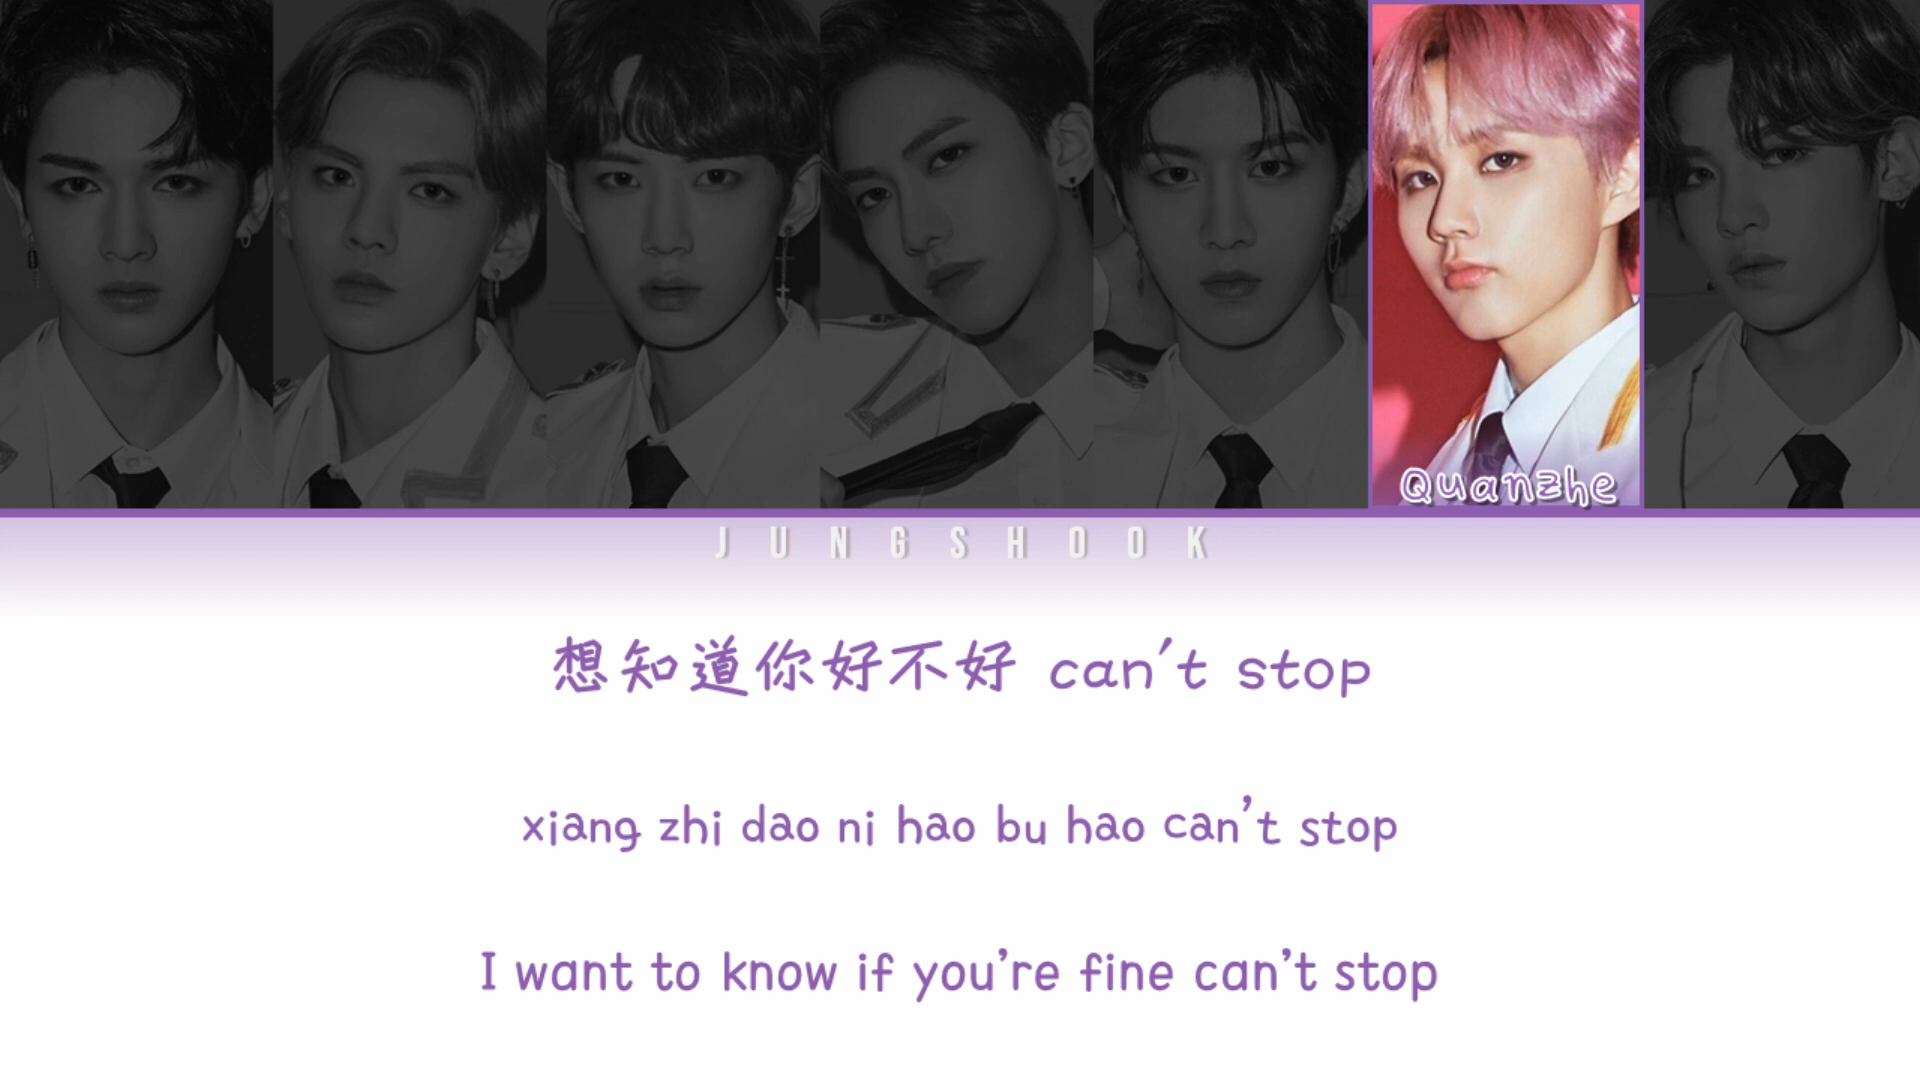 Quanzhe
JUNGSHOOK
想知道你好不好 can't stop
xiang zhi dao ni hao bu hao can't stop
I want to know if you're fine can't stop